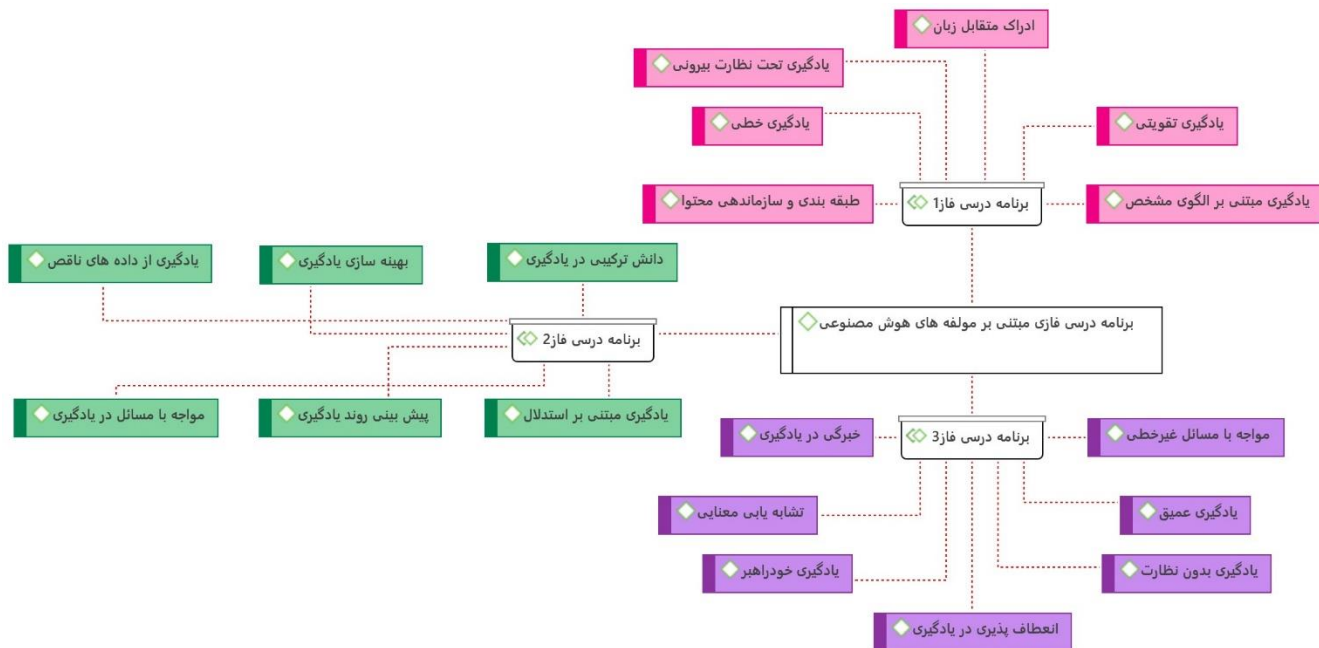 ادراک متقابل زبان
یادگیری تحت نظارت بیرونی
یادگیری خطی
یادگیری تقویتی
طبقه بندی و سازماندهی محتوا
برنامه درسی فاز1
یادگیری مبتنی بر الگوی مشخص
یادگیری از داده های ناقص
بهینه سازی یادگیری
دانش ترکیبی در یادگیری
برنامه درسی فاز2
برنامه درسی فازی مبتنی بر مولفه های هوش مصنوعی
مواجه با مسائل در یادگیری
پیش بینی روند یادگیری
یادگیری مبتنی بر استدلال
خبرگی در یادگیری
برنامه درسی فاز3
مواجه با مسائل غیرخطی
تشابه یابی معنایی
یادگیری عمیق
یادگیری خودراهبر
یادگیری بدون نظارت
انعطاف پذیری در یادگیری